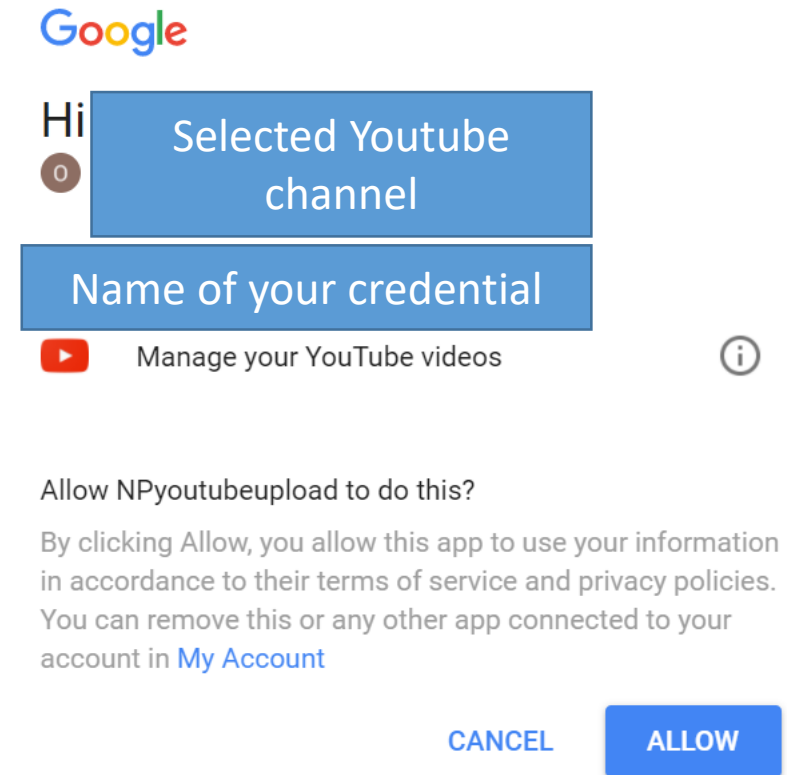 Google
Hi
Selected Youtube
channel
O
Name of your credential
Manage your YouTube videos
Allow NPyoutubeupload to do this?
By clicking Allow, you allow this app to use your information
in accordance to their terms of service and privacy policies.
You can remove this or any other app connected to your
account in My Account
CANCEL ALLOW